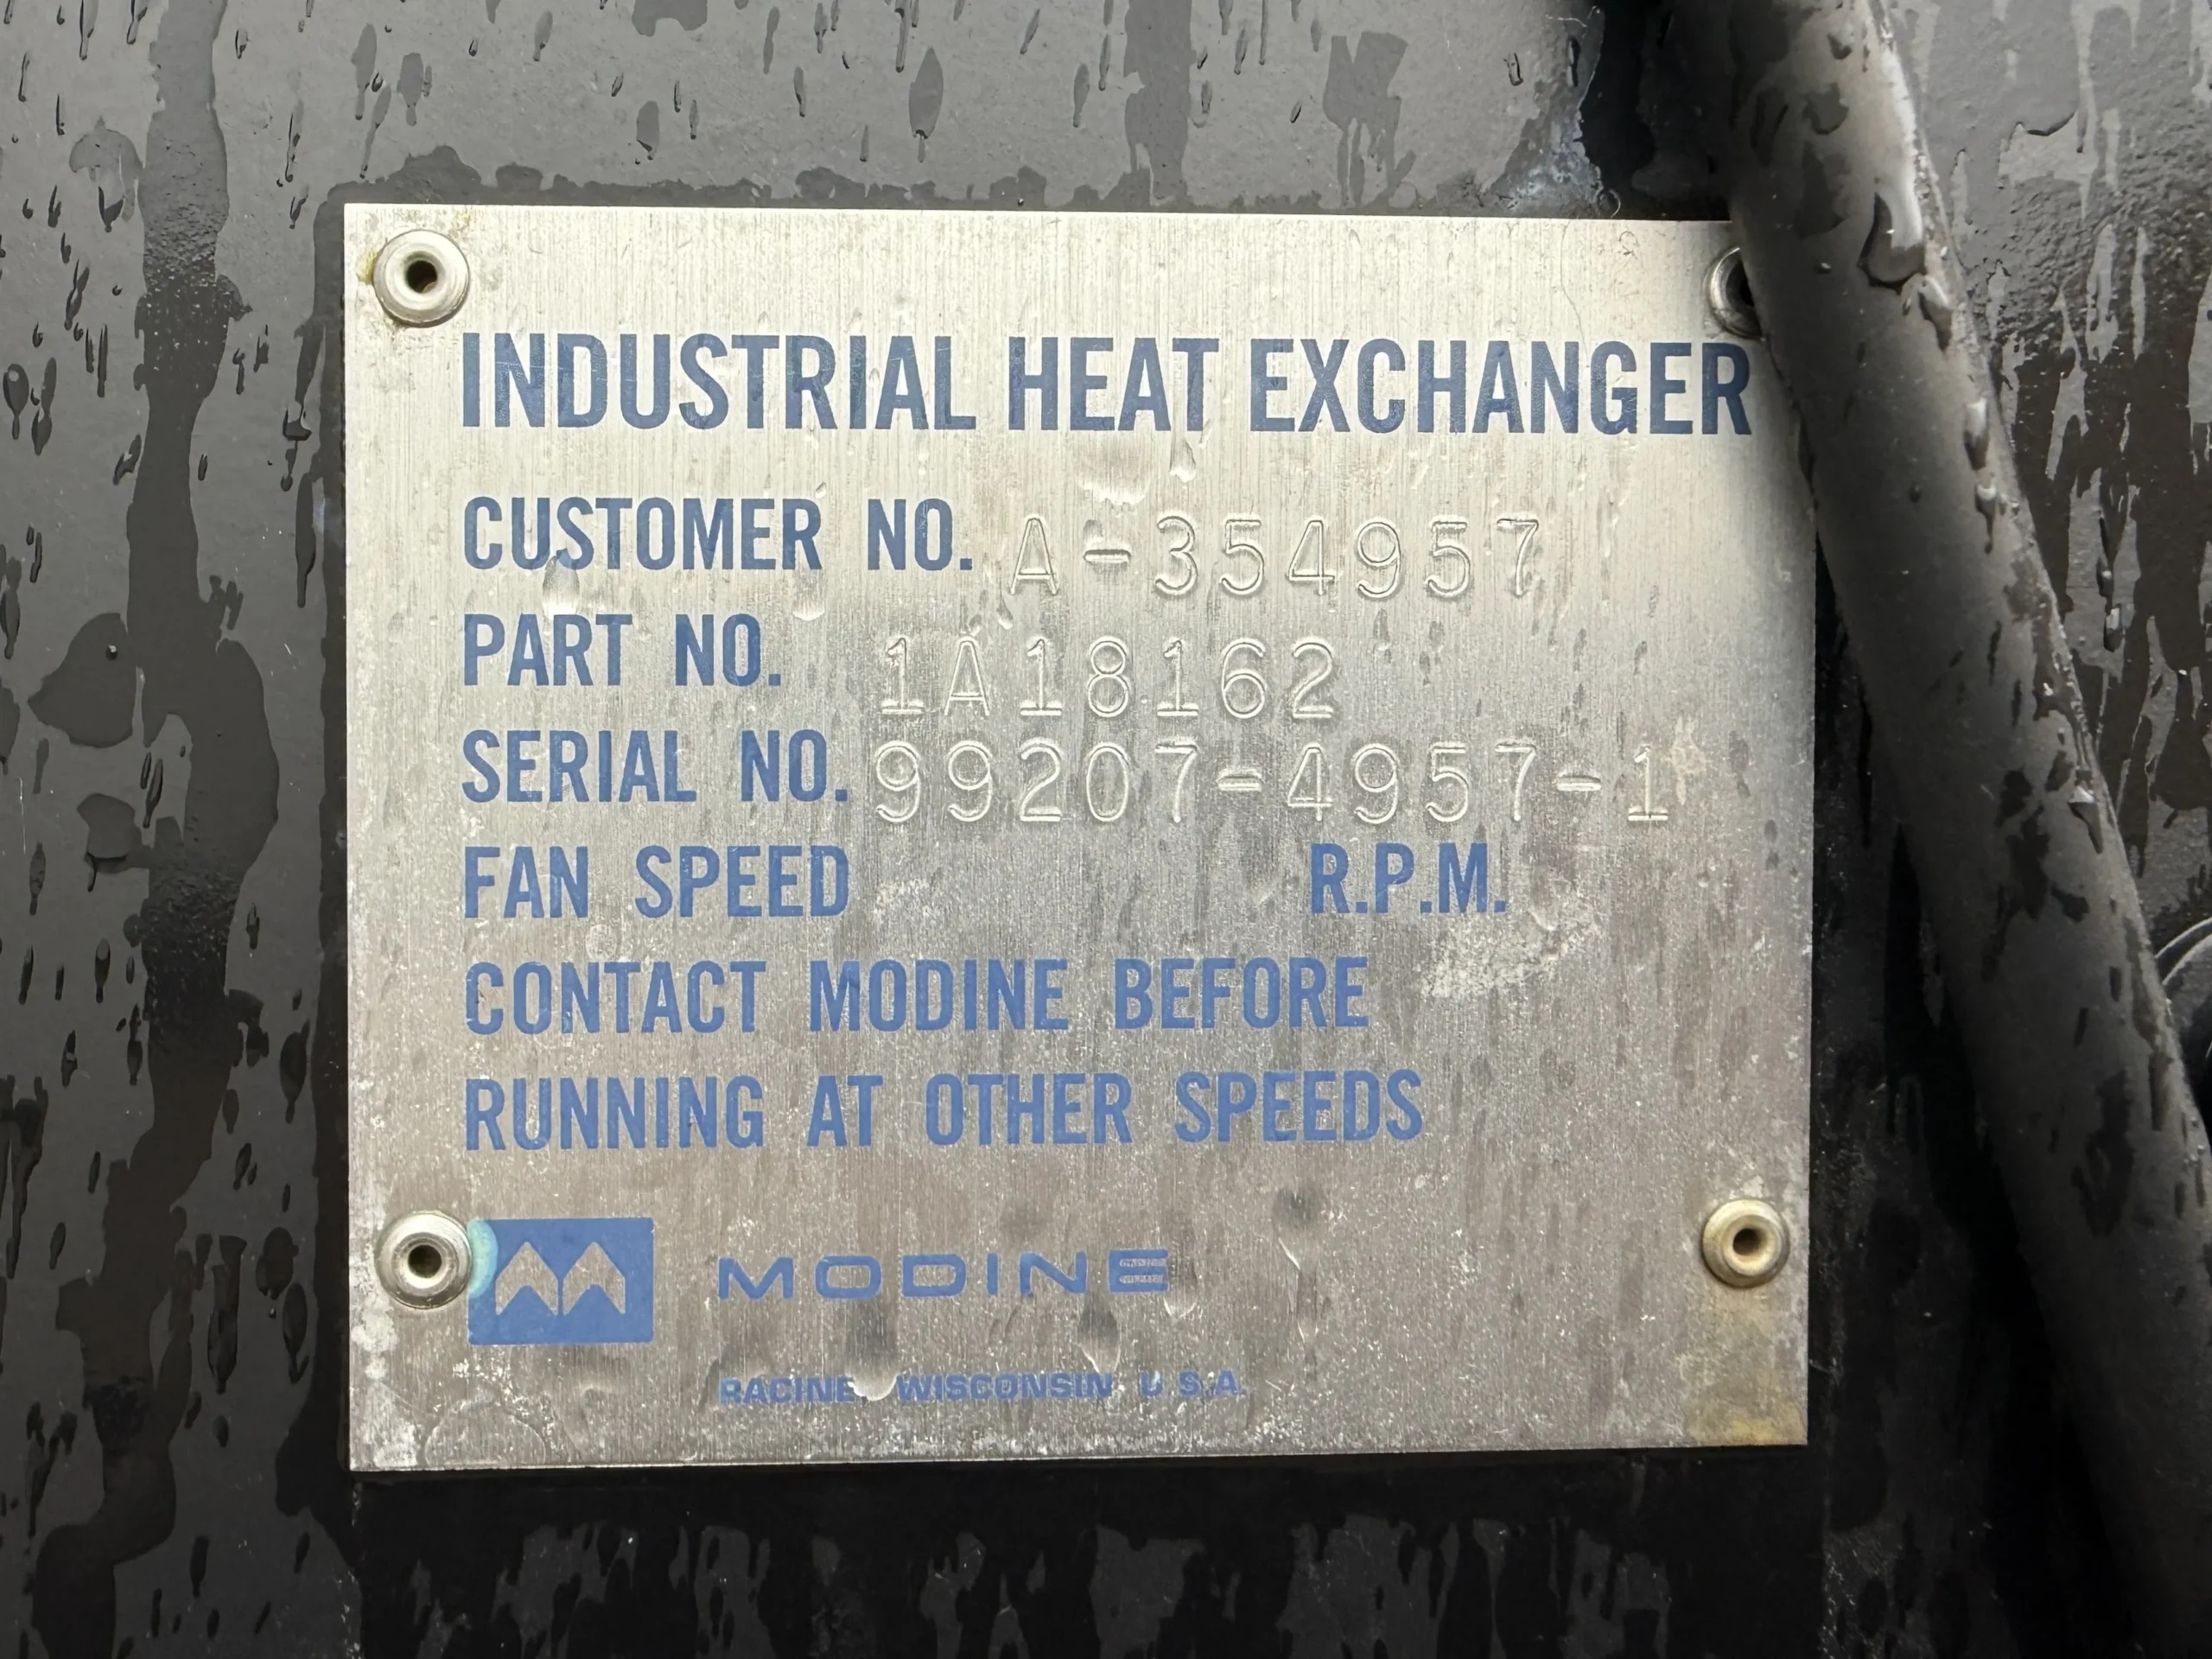 INDUSTRIAL HEAT EXCHANGER
CUSTOMER NO. A-354957
PART NO. 1A18162
SERIAL NO. 99207-4957-1
FAN SPEED R.P.M.
CONTACT MODINE BEFORE
RUNNING AT OTHER SPEEDS
MODINE
RACINE, WISCONSIN U.S.A.